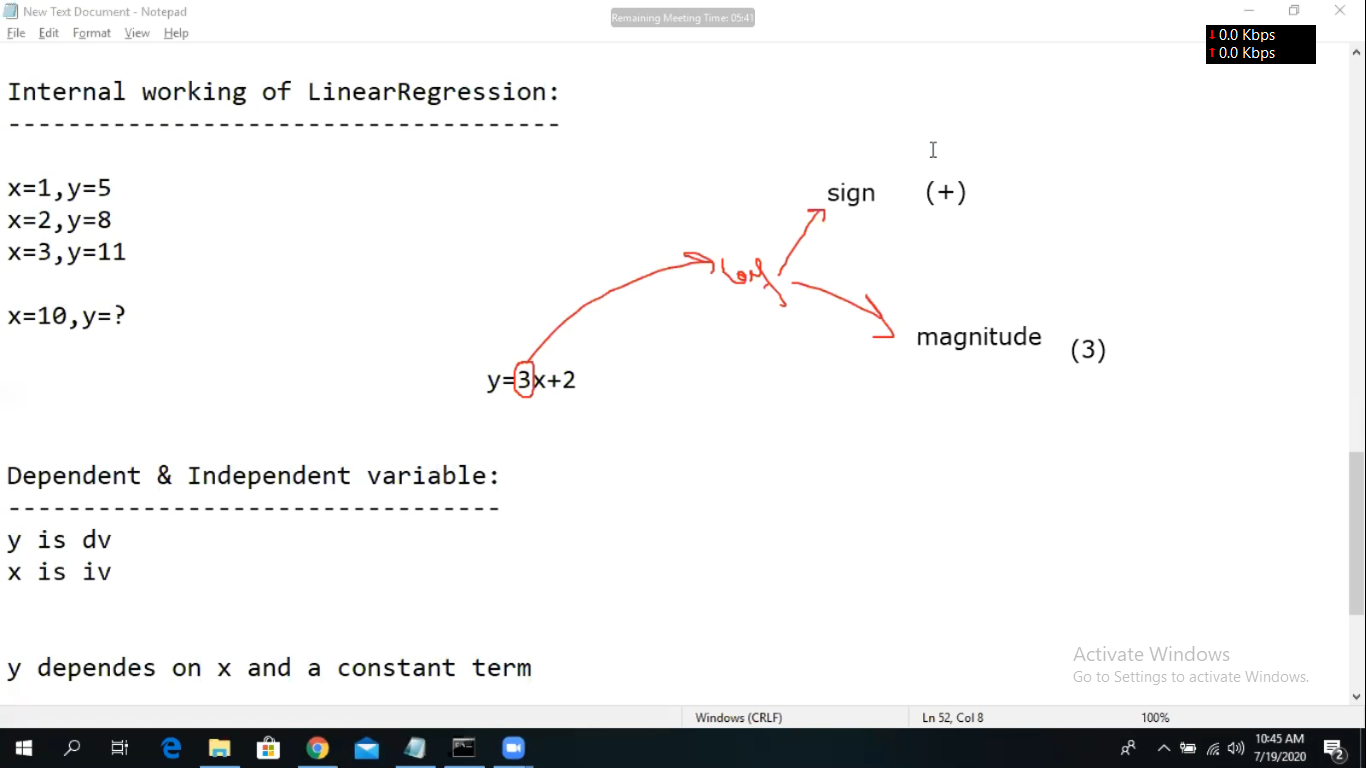 New Text Document - Notepad
Remaining Meeting Time: 05:41
File Edit Format View Help
↓ 0.0 Kbps
↑ 0.0 Kbps
Internal working of LinearRegression:
-------------------------------------
x=1,y=5
x=2,y=8
x=3,y=11
sign (+)
x=10,y=?
magnitude (3)
y=3x+2
Dependent & Independent variable:
---------------------------------
y is dv
x is iv
y dependes on x and a constant term
Activate Windows
Go to Settings to activate Windows.
Windows (CRLF) Ln 52, Col 8 100%
10:45 AM
7/19/2020
2